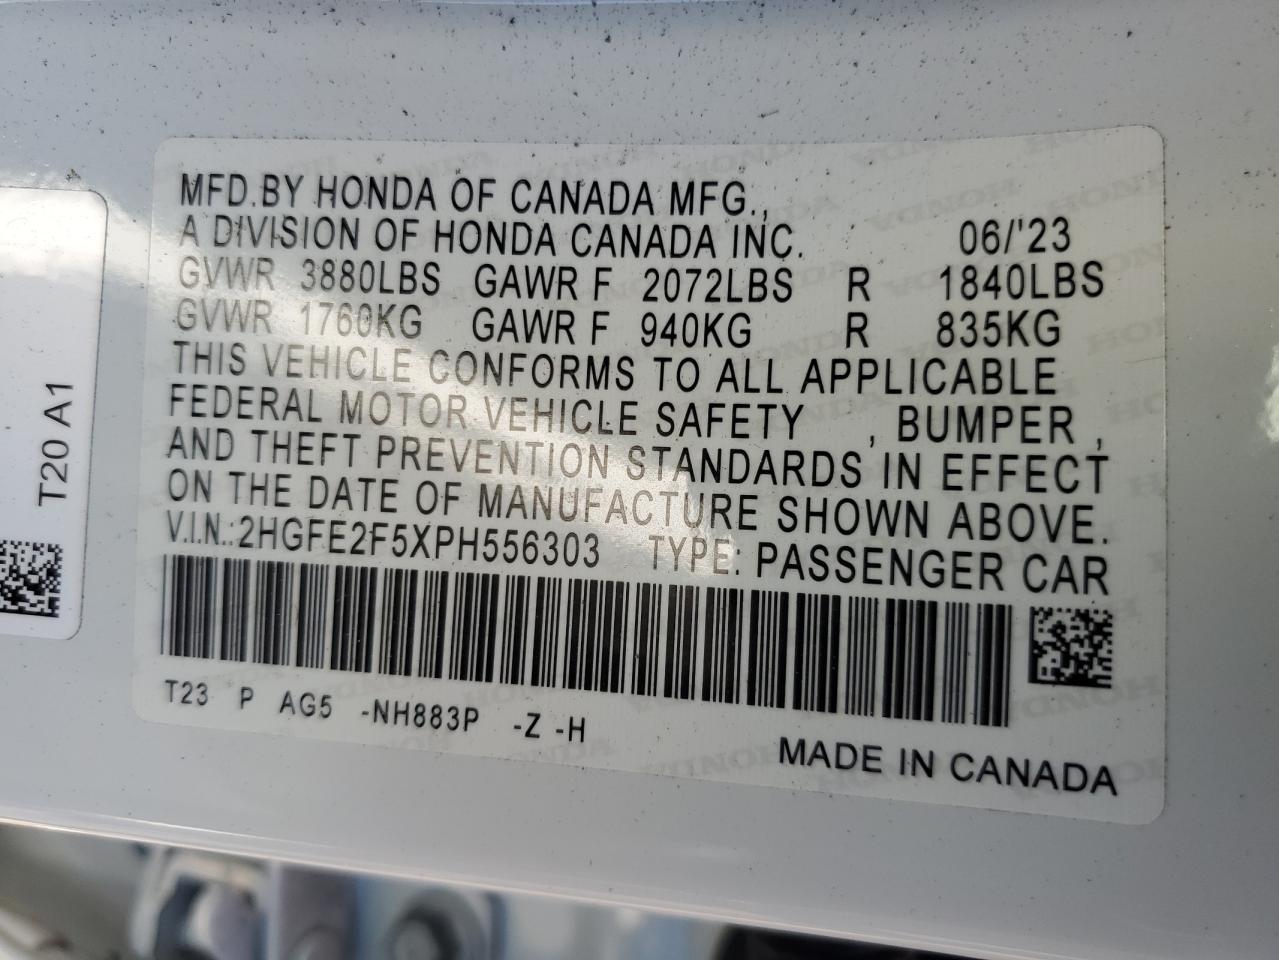 MFD.BY HONDA OF CANADA MFG.,
A DIVISION OF HONDA CANADA INC. 06/'23
GVWR 3880LBS GAWR F 2072LBS R 1840LBS
GVWR 1760KG GAWR F 940KG R 835KG
THIS VEHICLE CONFORMS TO ALL APPLICABLE
FEDERAL MOTOR VEHICLE SAFETY , BUMPER ,
AND THEFT PREVENTION STANDARDS IN EFFECT
ON THE DATE OF MANUFACTURE SHOWN ABOVE.
V.I.N.:2HGFE2F5XPH556303 TYPE: PASSENGER CAR
T23 P AG5 -NH883P -Z -H
MADE IN CANADA
T20 A1